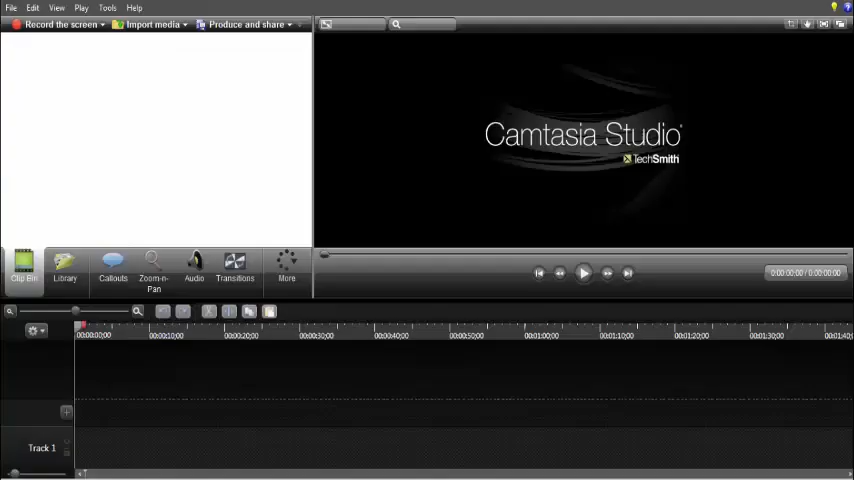 File Edit View Play Tools Help
Record the screen Import media Produce and share
Camtasia Studio®
TechSmith
Clip Bin Library Callouts Zoom-n-Pan Audio Transitions More
0:00:00:00 / 0:00:00:00
00:00:00;00 00:00:10;00 00:00:20;00 00:00:30;00 00:00:40;00 00:00:50;00 00:01:00;00 00:01:10;00 00:01:20;00 00:01:30;00 00:01:40;
Track 1